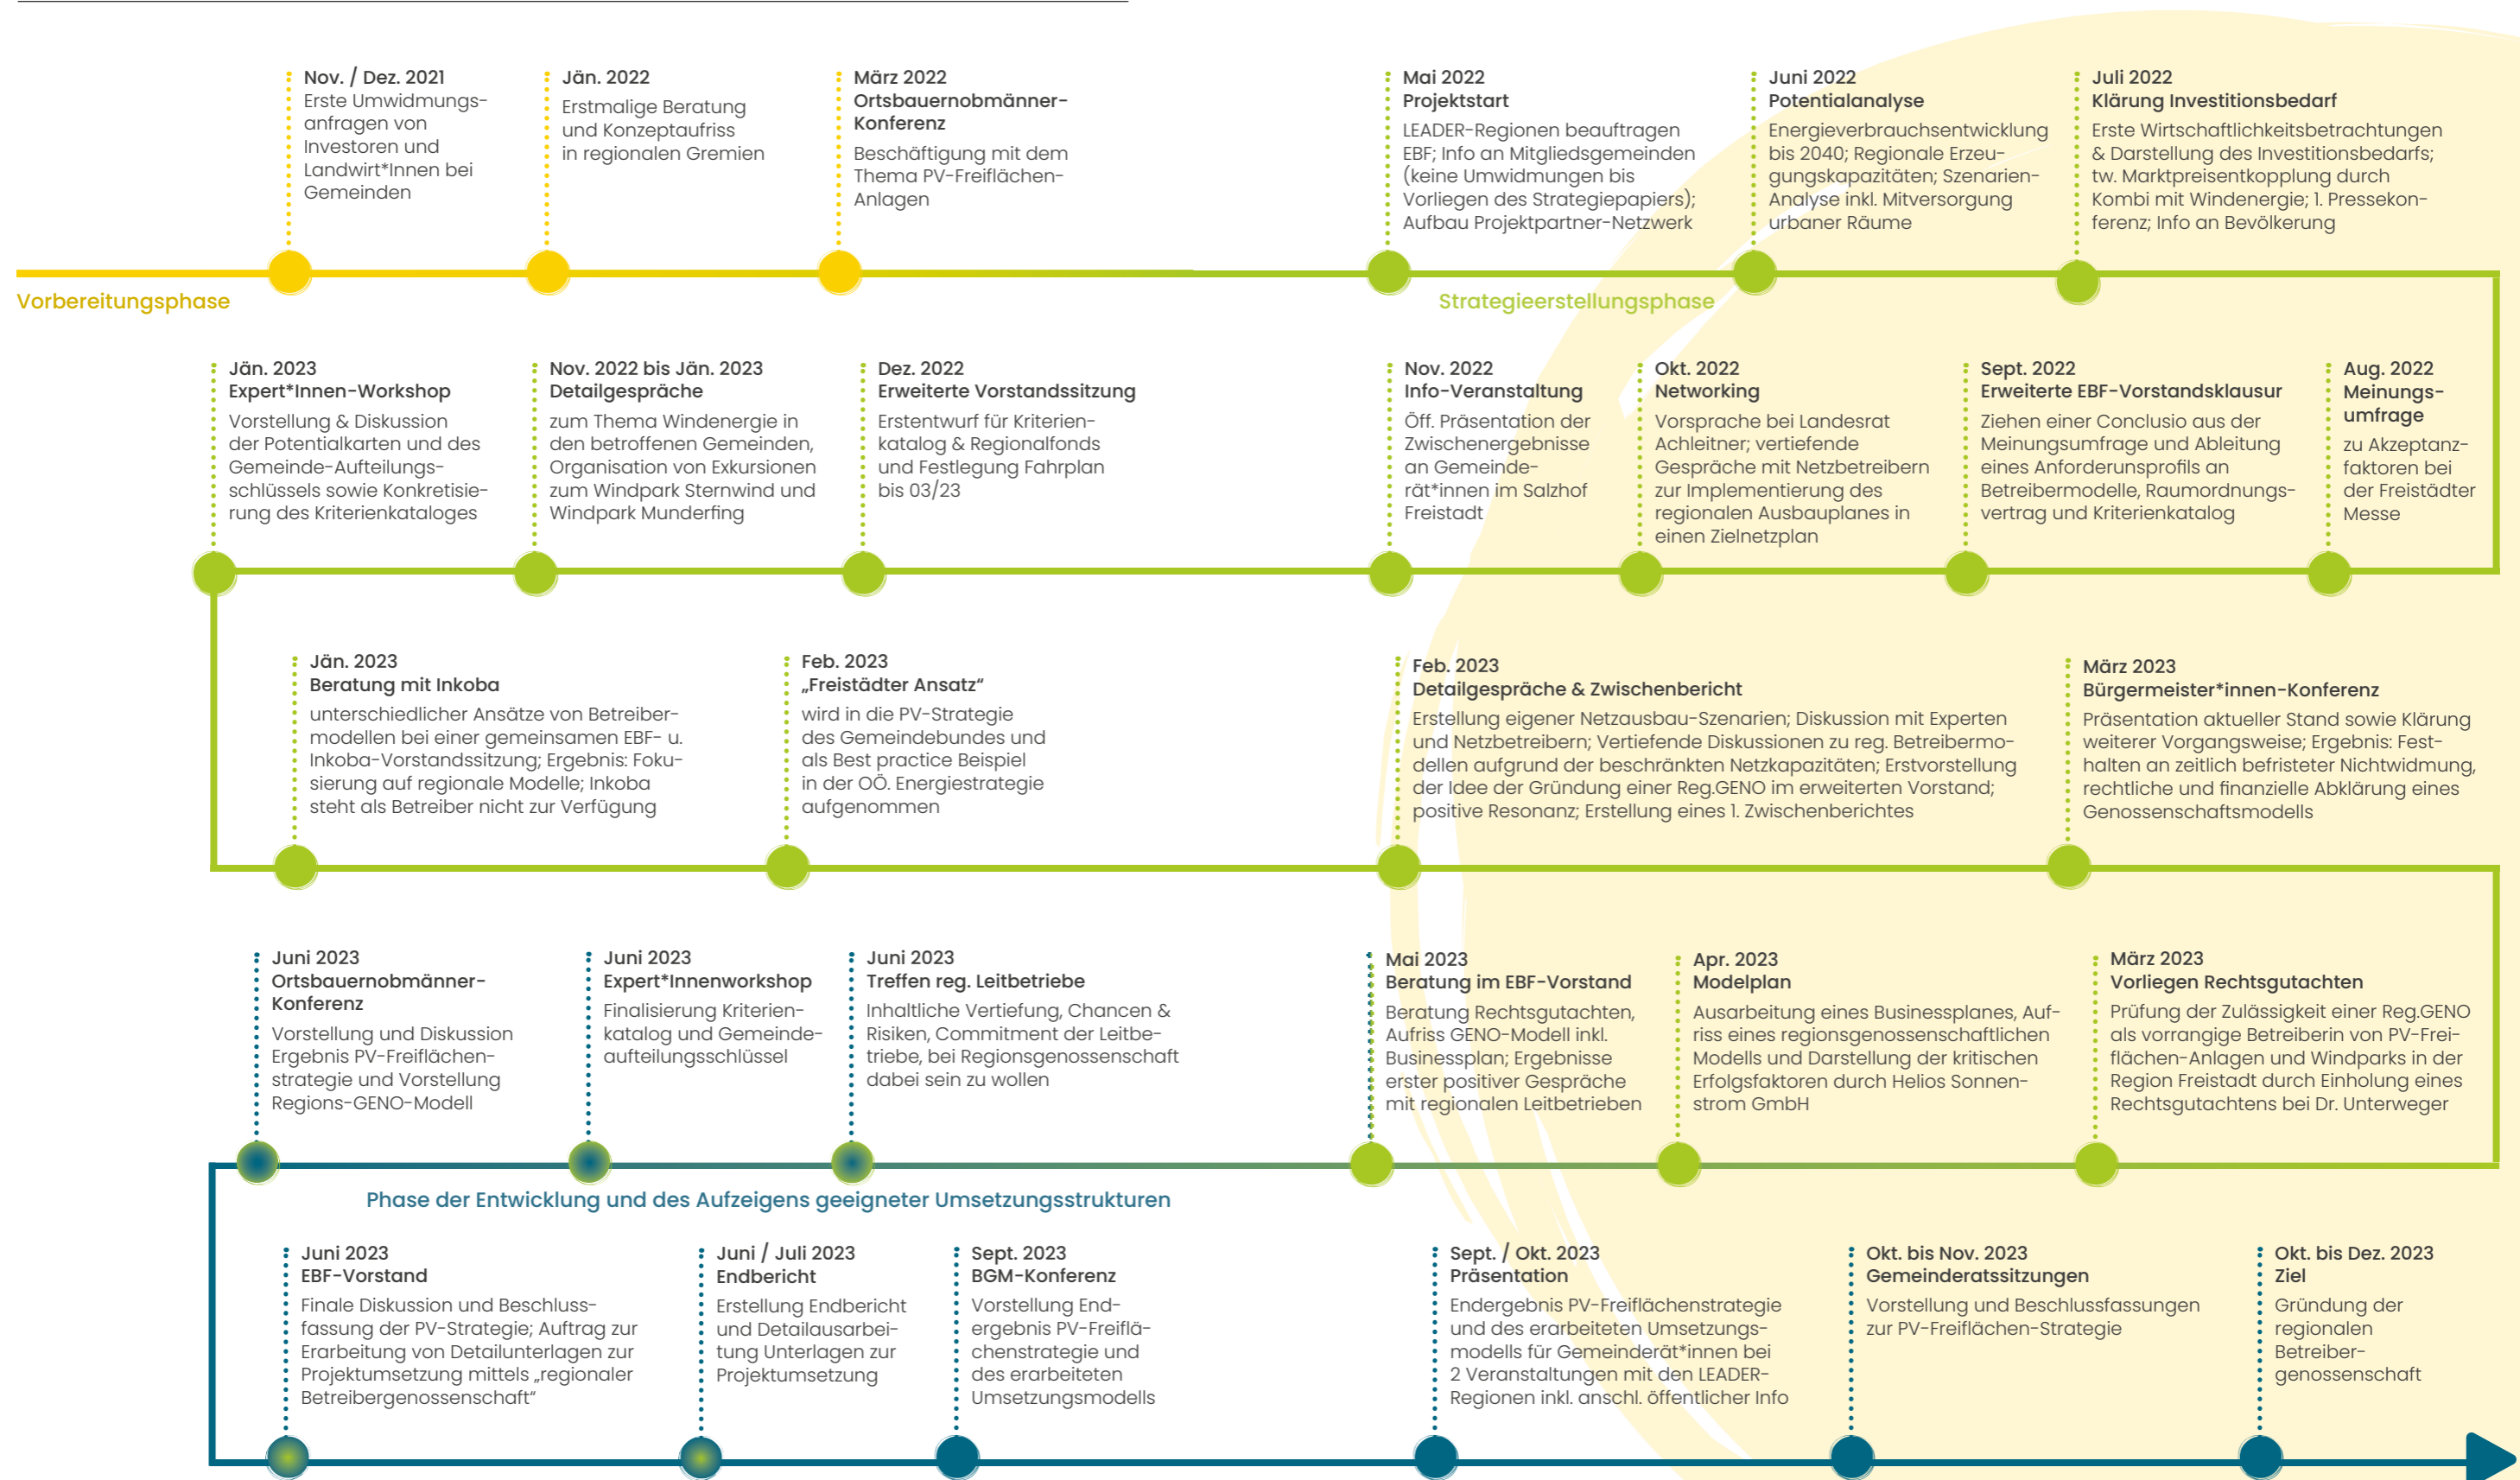 Nov. / Dez. 2021
Erste Umwidmungs-
anfragen von
Investoren und
Landwirt*Innen bei
Gemeinden
Jän. 2022
Erstmalige Beratung
und Konzeptaufriss
in regionalen Gremien
März 2022
Ortsbauernobmänner-
Konferenz
Beschäftigung mit dem
Thema PV-Freiflächen-
Anlagen
Mai 2022
Projektstart
LEADER-Regionen beauftragen
EBF; Info an Mitgliedsgemeinden
(keine Umwidmungen bis
Vorliegen des Strategiepapiers);
Aufbau Projektpartner-Netzwerk
Juni 2022
Potentialanalyse
Energieverbrauchsentwicklung
bis 2040; Regionale Erzeu-
gungskapazitäten; Szenarien-
Analyse inkl. Mitversorgung
urbaner Räume
Juli 2022
Klärung Investitionsbedarf
Erste Wirtschaftlichkeitsbetrachtungen
& Darstellung des Investitionsbedarfs;
tw. Marktpreisentkopplung durch
Kombi mit Windenergie; 1. Pressekon-
ferenz; Info an Bevölkerung
Vorbereitungsphase
Strategieerstellungsphase
Jän. 2023
Expert*Innen-Workshop
Vorstellung & Diskussion
der Potentialkarten und des
Gemeinde-Aufteilungs-
schlüssels sowie Konkretisie-
rung des Kriterienkataloges
Nov. 2022 bis Jän. 2023
Detailgespräche
zum Thema Windenergie in
den betroffenen Gemeinden,
Organisation von Exkursionen
zum Windpark Sternwind und
Windpark Munderfing
Dez. 2022
Erweiterte Vorstandssitzung
Erstentwurf für Kriterien-
katalog & Regionalfonds
und Festlegung Fahrplan
bis 03/23
Nov. 2022
Info-Veranstaltung
Öff. Präsentation der
Zwischenergebnisse
an Gemeinde-
rät*innen im Salzhof
Freistadt
Okt. 2022
Networking
Vorsprache bei Landesrat
Achleitner; vertiefende
Gespräche mit Netzbetreibern
zur Implementierung des
regionalen Ausbauplanes in
einen Zielnetzplan
Sept. 2022
Erweiterte EBF-Vorstandsklausur
Ziehen einer Conclusio aus der
Meinungsumfrage und Ableitung
eines Anforderunsprofils an
Betreibermodelle, Raumordnungs-
vertrag und Kriterienkatalog
Aug. 2022
Meinungs-
umfrage
zu Akzeptanz-
faktoren bei
der Freistädter
Messe
Jän. 2023
Beratung mit Inkoba
unterschiedlicher Ansätze von Betreiber-
modellen bei einer gemeinsamen EBF- u.
Inkoba-Vorstandssitzung; Ergebnis: Foku-
sierung auf regionale Modelle; Inkoba
steht als Betreiber nicht zur Verfügung
Feb. 2023
„Freistädter Ansatz“
wird in die PV-Strategie
des Gemeindebundes und
als Best practice Beispiel
in der OÖ. Energiestrategie
aufgenommen
Feb. 2023
Detailgespräche & Zwischenbericht
Erstellung eigener Netzausbau-Szenarien; Diskussion mit Experten
und Netzbetreibern; Vertiefende Diskussionen zu reg. Betreibermo-
dellen aufgrund der beschränkten Netzkapazitäten; Erstvorstellung
der Idee der Gründung einer Reg.GENO im erweiterten Vorstand;
positive Resonanz; Erstellung eines 1. Zwischenberichtes
März 2023
Bürgermeister*innen-Konferenz
Präsentation aktueller Stand sowie Klärung
weiterer Vorgangsweise; Ergebnis: Fest-
halten an zeitlich befristeter Nichtwidmung,
rechtliche und finanzielle Abklärung eines
Genossenschaftsmodells
Juni 2023
Ortsbauernobmänner-
Konferenz
Vorstellung und Diskussion
Ergebnis PV-Freiflächen-
strategie und Vorstellung
Regions-GENO-Modell
Juni 2023
Expert*Innenworkshop
Finalisierung Kriterien-
katalog und Gemeinde-
aufteilungsschlüssel
Juni 2023
Treffen reg. Leitbetriebe
Inhaltliche Vertiefung, Chancen &
Risiken, Commitment der Leitbe-
triebe, bei Regionsgenossenschaft
dabei sein zu wollen
Mai 2023
Beratung im EBF-Vorstand
Beratung Rechtsgutachten,
Aufriss GENO-Modell inkl.
Businessplan; Ergebnisse
erster positiver Gespräche
mit regionalen Leitbetrieben
Apr. 2023
Modelplan
Ausarbeitung eines Businessplanes, Auf-
riss eines regionsgenossenschaftlichen
Modells und Darstellung der kritischen
Erfolgsfaktoren durch Helios Sonnen-
strom GmbH
März 2023
Vorliegen Rechtsgutachten
Prüfung der Zulässigkeit einer Reg.GENO
als vorrangige Betreiberin von PV-Frei-
flächen-Anlagen und Windparks in der
Region Freistadt durch Einholung eines
Rechtsgutachtens bei Dr. Unterweger
Phase der Entwicklung und des Aufzeigens geeigneter Umsetzungsstrukturen
Juni 2023
EBF-Vorstand
Finale Diskussion und Beschluss-
fassung der PV-Strategie; Auftrag zur
Erarbeitung von Detailunterlagen zur
Projektumsetzung mittels „regionaler
Betreibergenossenschaft“
Juni / Juli 2023
Endbericht
Erstellung Endbericht
und Detailausarbei-
tung Unterlagen zur
Projektumsetzung
Sept. 2023
BGM-Konferenz
Vorstellung End-
ergebnis PV-Freiflä-
chenstrategie und
des erarbeiteten
Umsetzungsmodells
Sept. / Okt. 2023
Präsentation
Endergebnis PV-Freiflächenstrategie
und des erarbeiteten Umsetzungs-
modells für Gemeinderät*innen bei
2 Veranstaltungen mit den LEADER-
Regionen inkl. anschl. öffentlicher Info
Okt. bis Nov. 2023
Gemeinderatssitzungen
Vorstellung und Beschlussfassungen
zur PV-Freiflächen-Strategie
Okt. bis Dez. 2023
Ziel
Gründung der
regionalen
Betreiber-
genossenschaft